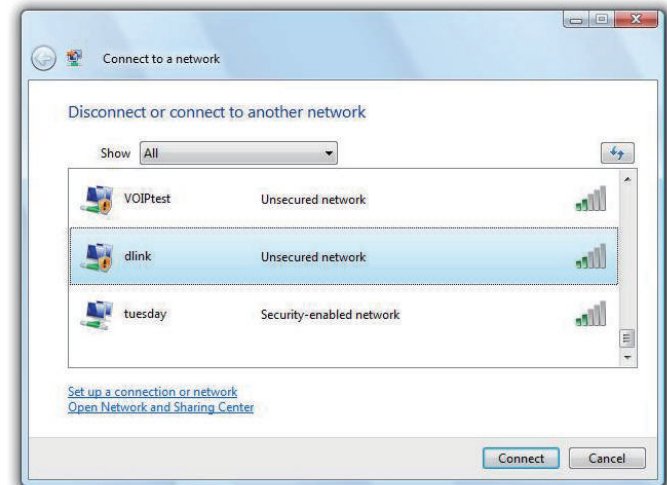 Connect to a network
Disconnect or connect to another network
Show All
VOIPtest Unsecured network
dlink Unsecured network
tuesday Security-enabled network
Set up a connection or network
Open Network and Sharing Center
Connect Cancel